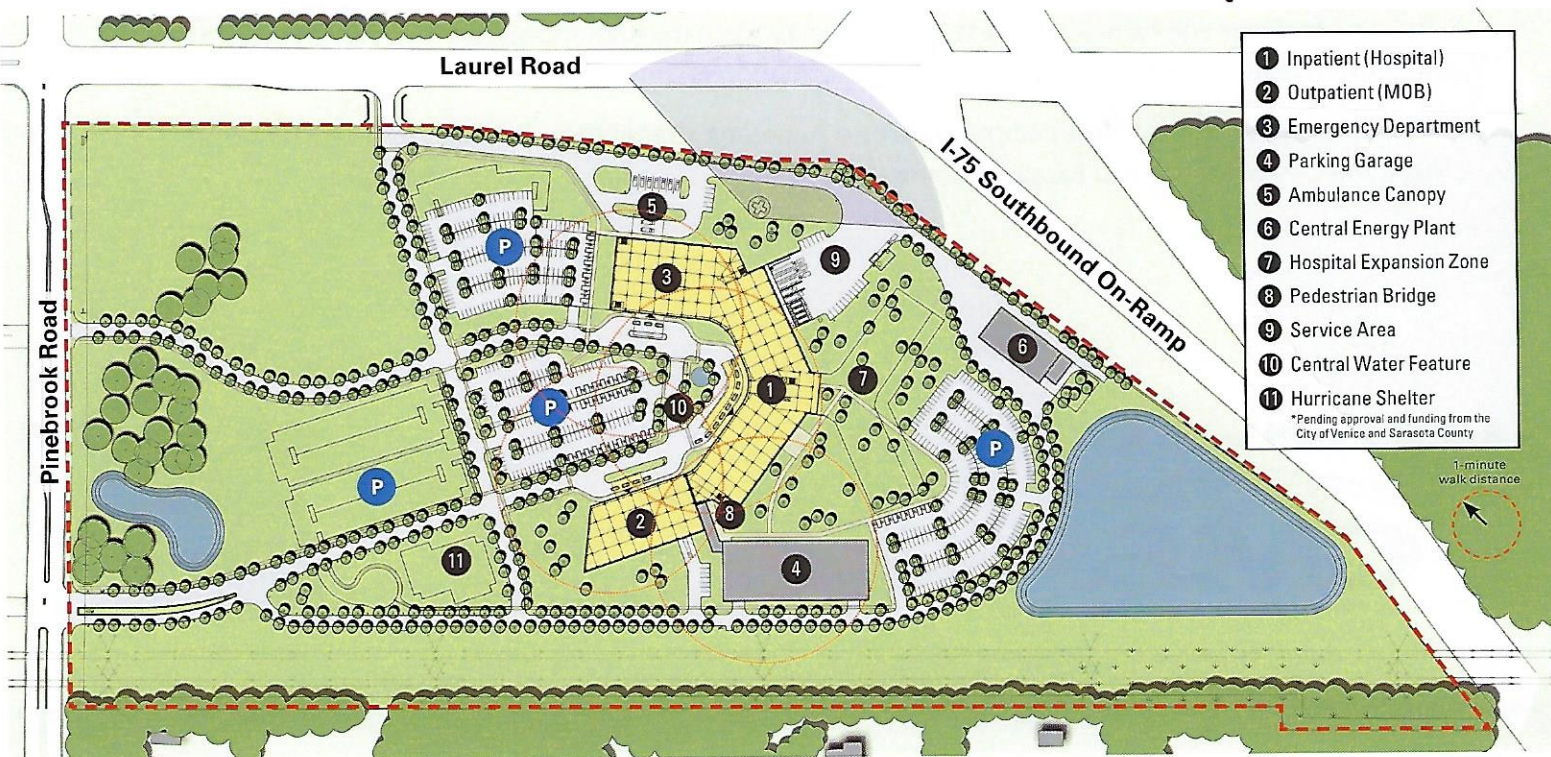 Laurel Road
I-75 Southbound On-Ramp
Pinebrook Road
1 Inpatient (Hospital)
2 Outpatient (MOB)
3 Emergency Department
4 Parking Garage
5 Ambulance Canopy
6 Central Energy Plant
7 Hospital Expansion Zone
8 Pedestrian Bridge
9 Service Area
10 Central Water Feature
11 Hurricane Shelter
*Pending approval and funding from the
City of Venice and Sarasota County
1-minute
walk distance
5
P
3
9
6
1
7
10
P
P
P
2
8
11
4